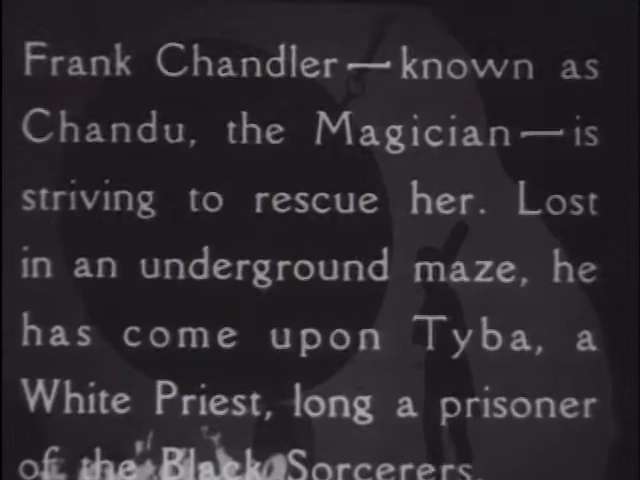 Frank Chandler—known as
Chandu, the Magician—is
striving to rescue her. Lost
in an underground maze, he
has come upon Tyba, a
White Priest, long a prisoner
of the Black Sorcerers.